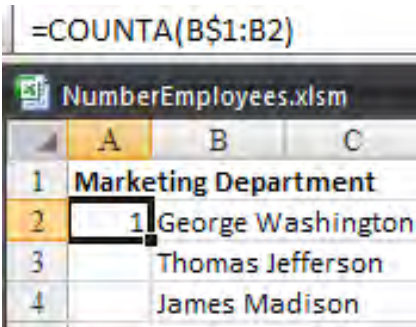 =COUNTA(B$1:B2)
NumberEmployees.xlsm
A B C
1 Marketing Department
2 1 George Washington
3 Thomas Jefferson
4 James Madison